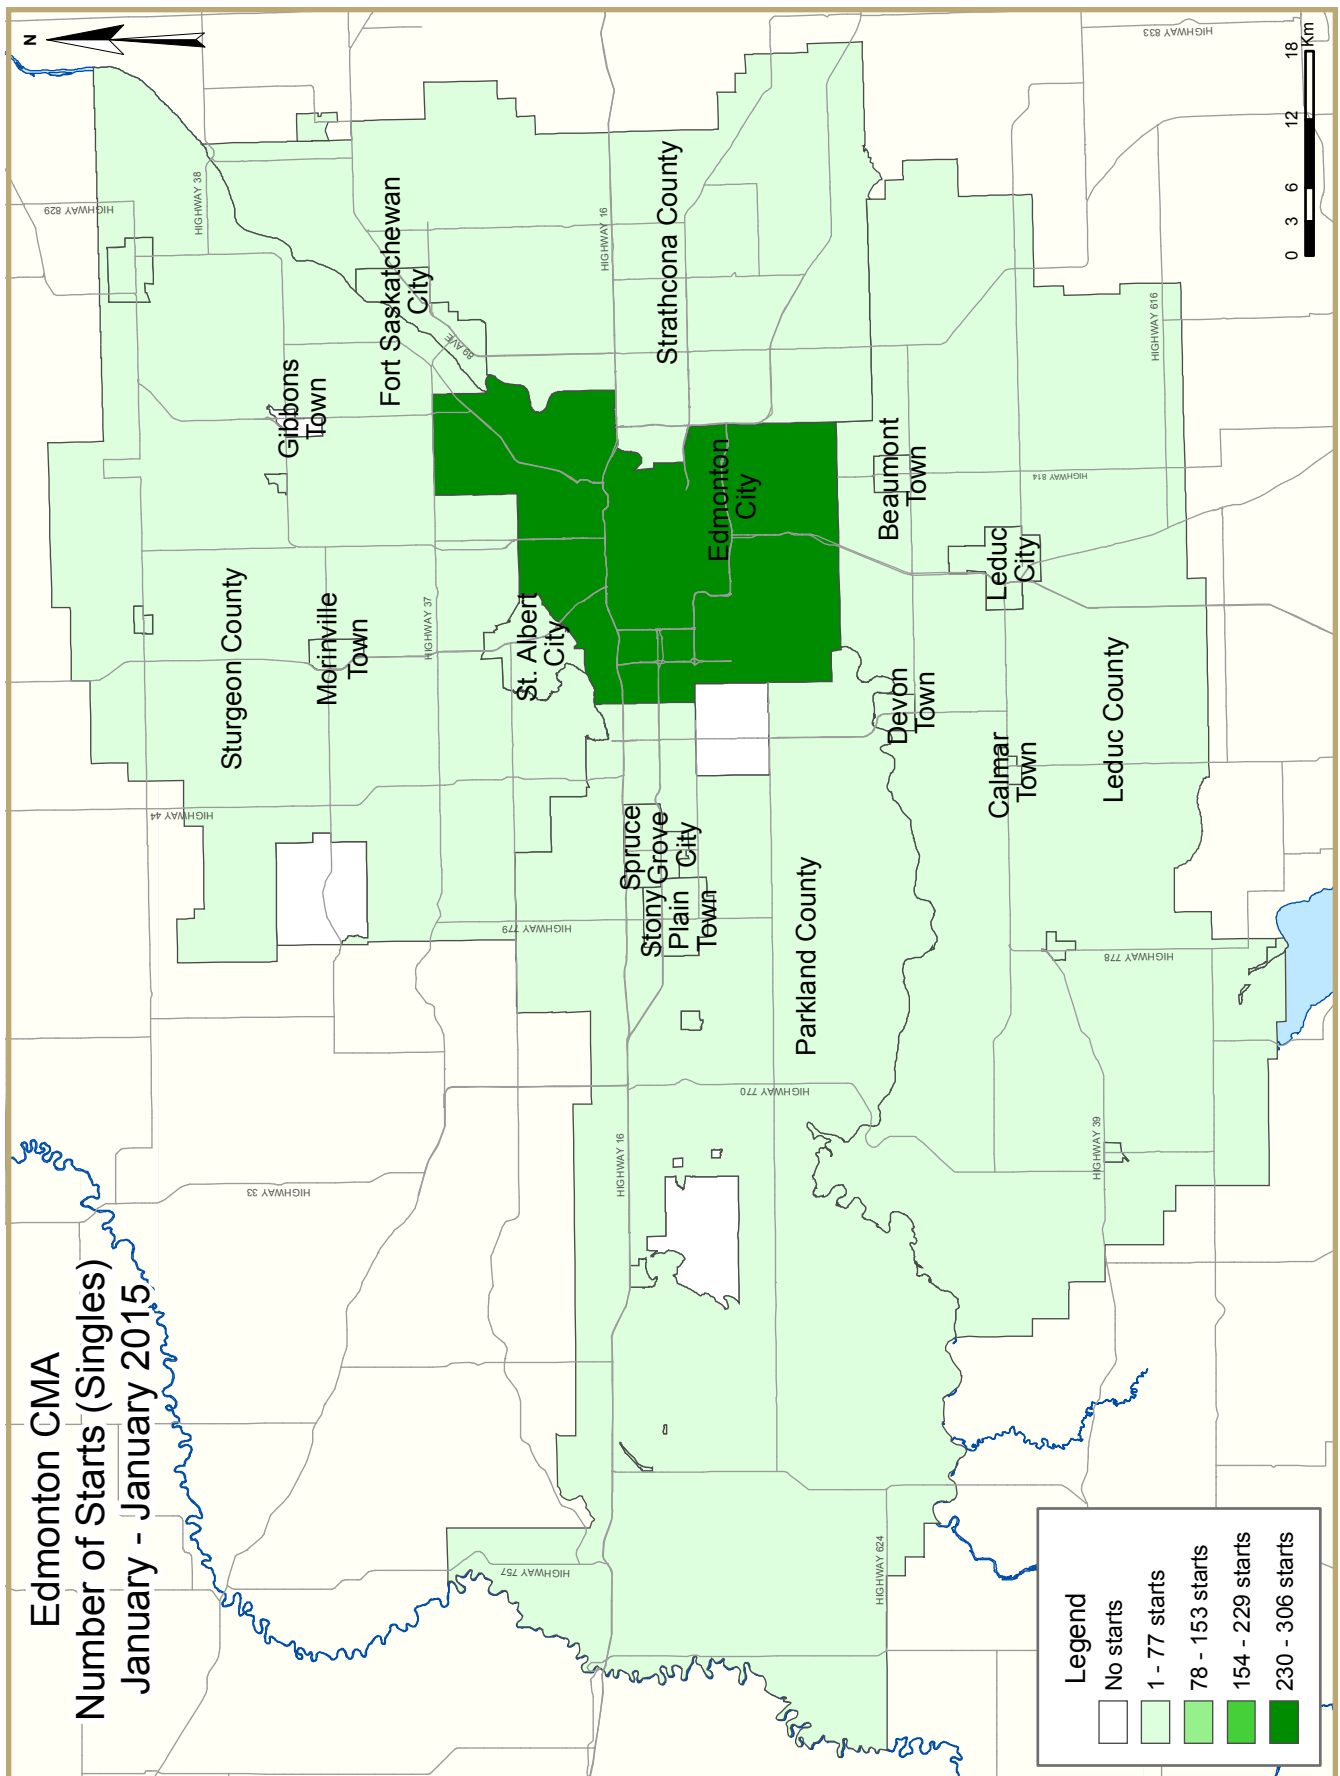 Edmonton CMA
Number of Starts (Singles)
January - January 2015
N
HIGHWAY 829
HIGHWAY 38
HIGHWAY 833
HIGHWAY 44
Sturgeon County
Gibbons
Town
Fort Saskatchewan
City
89 AVE
Morinville
Town
HIGHWAY 37
St. Albert
City
HIGHWAY 779
HIGHWAY 33
HIGHWAY 757
HIGHWAY 16
HIGHWAY 16
Strathcona County
Edmonton
City
Spruce
Grove
City
Stony
Plain
Town
Parkland County
HIGHWAY 770
HIGHWAY 624
Beaumont
Town
Devon
Town
Leduc
City
Calmar
Town
HIGHWAY 814
HIGHWAY 616
Leduc County
HIGHWAY 778
HIGHWAY 39
Legend
No starts
1 - 77 starts
78 - 153 starts
154 - 229 starts
230 - 306 starts
0 3 6 12 18
Km